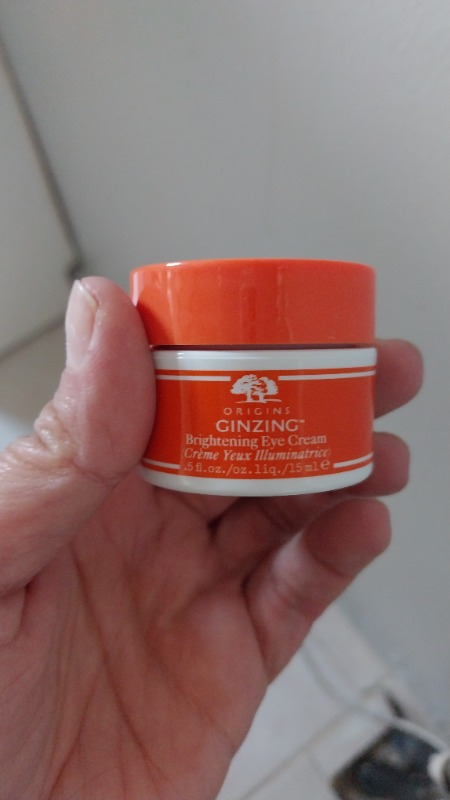 ORIGINS
GINZING™
Brightening Eye Cream
(Crème Yeux Illuminatrice)
.5 fl.oz./oz.liq./15 ml e